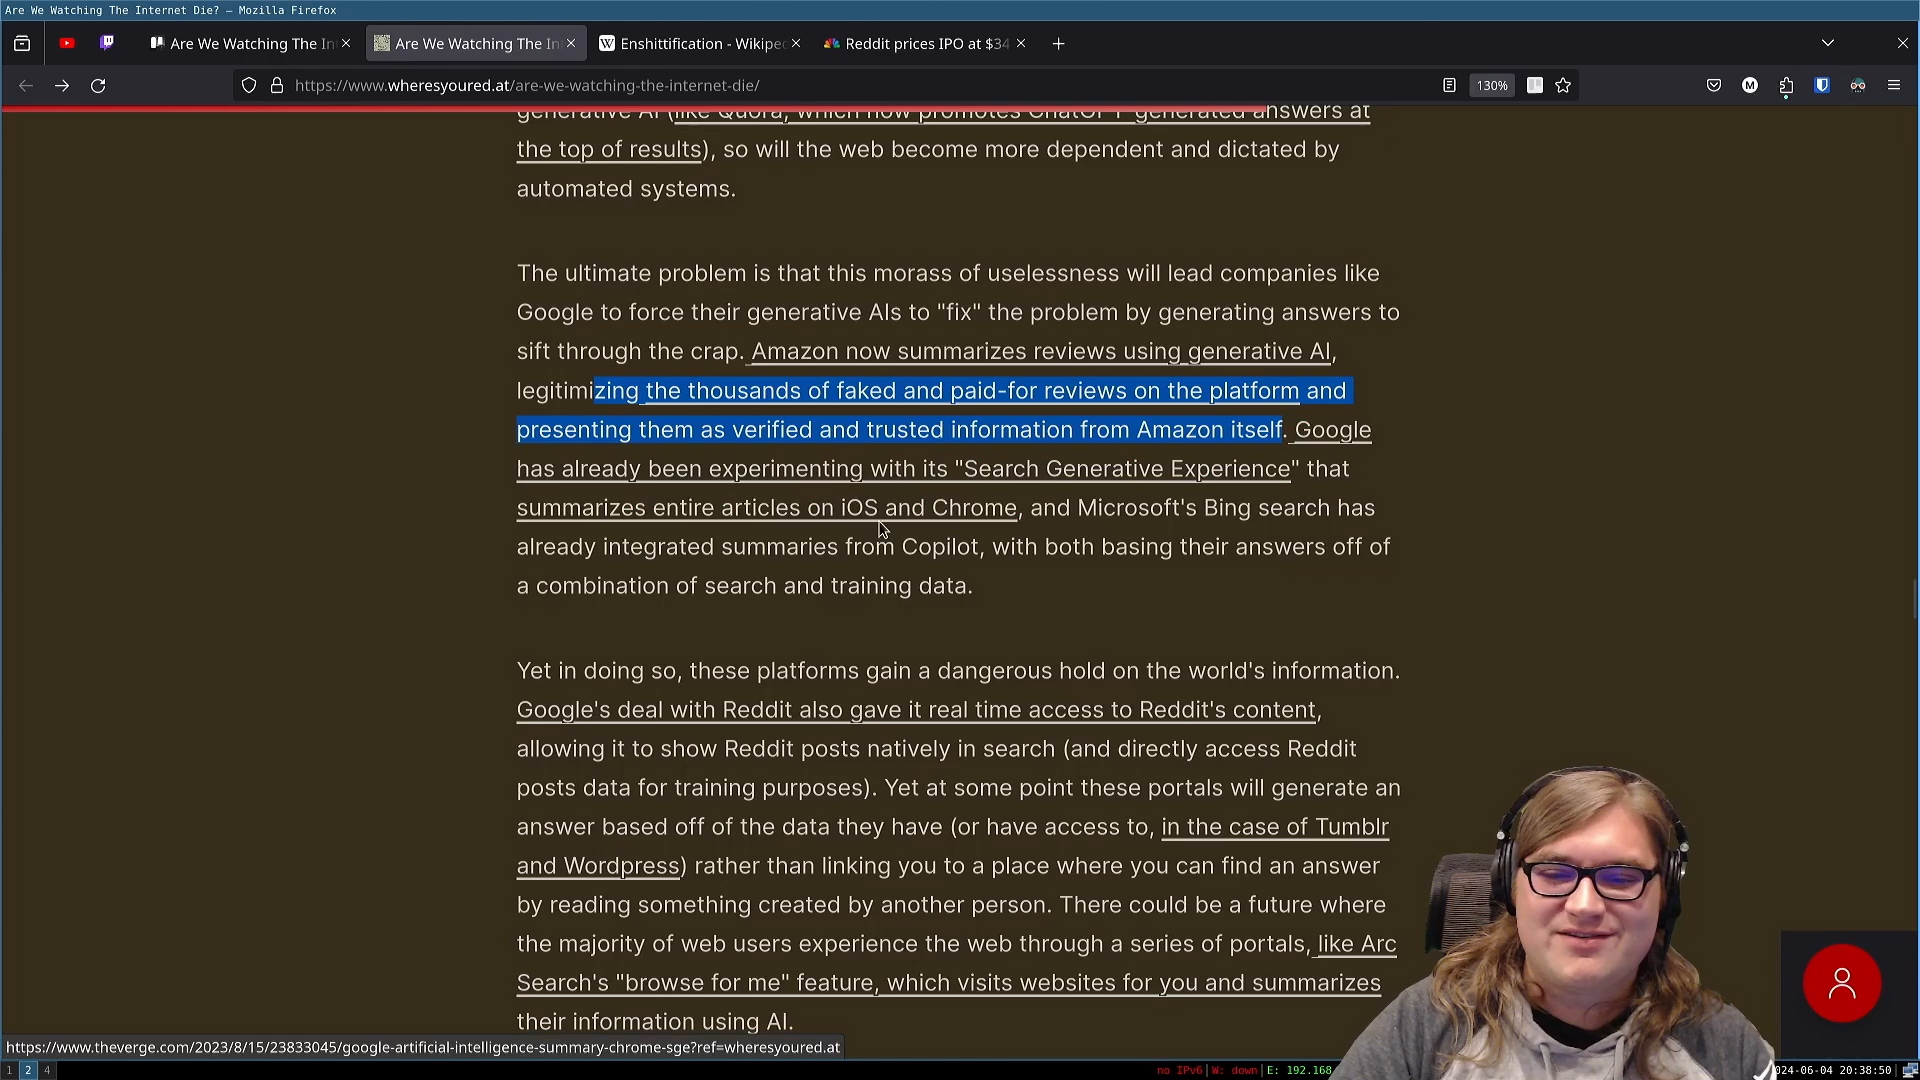 Are We Watching The Internet Die? — Mozilla Firefox
Are We Watching The In
Are We Watching The In
Enshittification - Wikiped
Reddit prices IPO at $34
https://www.wheresyoured.at/are-we-watching-the-internet-die/
130%
generative AI (like Quora, which now promotes ChatGPT-generated answers at
the top of results), so will the web become more dependent and dictated by
automated systems.
The ultimate problem is that this morass of uselessness will lead companies like
Google to force their generative AIs to "fix" the problem by generating answers to
sift through the crap. Amazon now summarizes reviews using generative AI,
legitimizing the thousands of faked and paid-for reviews on the platform and
presenting them as verified and trusted information from Amazon itself. Google
has already been experimenting with its "Search Generative Experience" that
summarizes entire articles on iOS and Chrome, and Microsoft's Bing search has
already integrated summaries from Copilot, with both basing their answers off of
a combination of search and training data.
Yet in doing so, these platforms gain a dangerous hold on the world's information.
Google's deal with Reddit also gave it real time access to Reddit's content,
allowing it to show Reddit posts natively in search (and directly access Reddit
posts data for training purposes). Yet at some point these portals will generate an
answer based off of the data they have (or have access to, in the case of Tumblr
and Wordpress) rather than linking you to a place where you can find an answer
by reading something created by another person. There could be a future where
the majority of web users experience the web through a series of portals, like Arc
Search's "browse for me" feature, which visits websites for you and summarizes
their information using AI.
https://www.theverge.com/2023/8/15/23833045/google-artificial-intelligence-summary-chrome-sge?ref=wheresyoured.at
1 2 4
no IPv6|W: down|E: 192.168
024-06-04 20:38:50